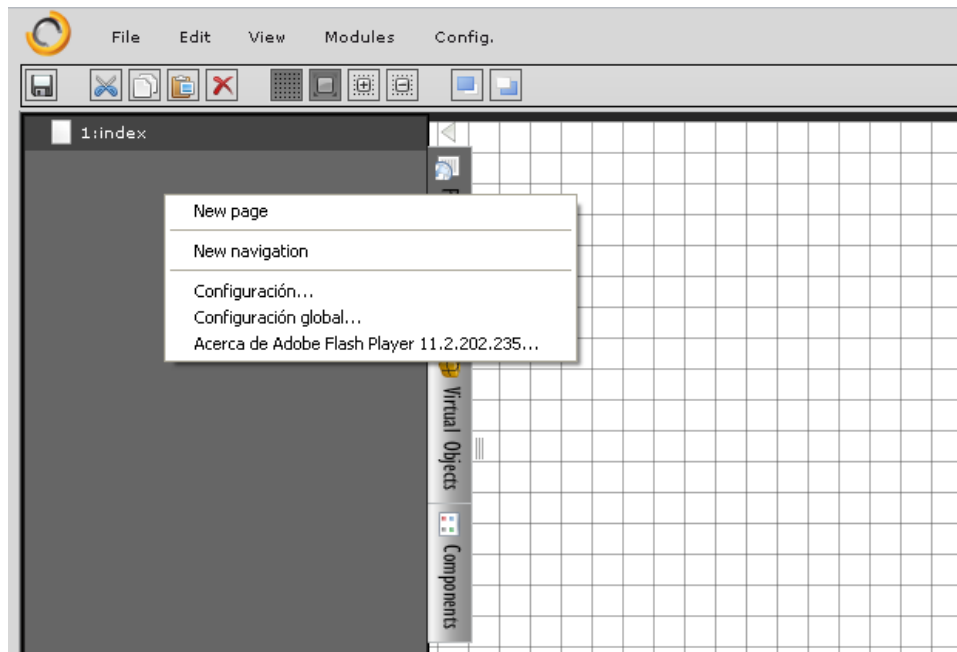 File Edit View Modules Config.
1:index
New page
New navigation
Configuración...
Configuración global...
Acerca de Adobe Flash Player 11.2.202.235...
Virtual Objects
Components